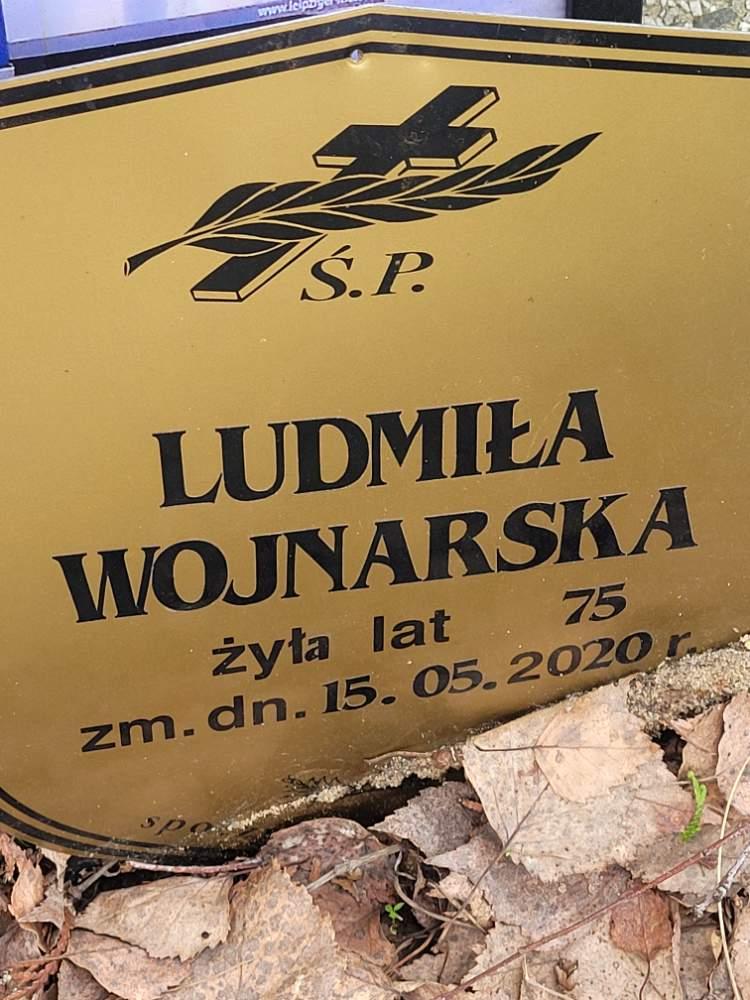 Ś.P.
LUDMIŁA
WOJNARSKA
żyła lat 75
zm. dn. 15. 05. 2020 r.